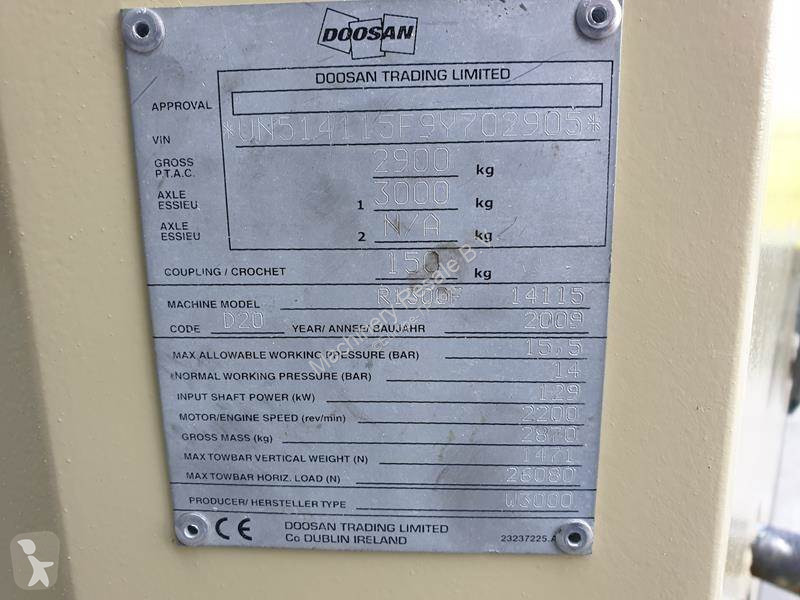 DOOSAN
DOOSAN TRADING LIMITED
APPROVAL
VIN *UN514115F9Y702905*
GROSS P.T.A.C. 2900 kg
AXLE ESSIEU 1 3000 kg
AXLE ESSIEU 2 N/A kg
COUPLING / CROCHET 150 kg
MACHINE MODEL 14115
CODE D20 YEAR/ ANNEE/ BAUJAHR 2009
MAX ALLOWABLE WORKING PRESSURE (BAR) 15,5
NORMAL WORKING PRESSURE (BAR) 14
INPUT SHAFT POWER (kW) 129
MOTOR/ENGINE SPEED (rev/min) 2200
GROSS MASS (kg) 2870
MAX TOWBAR VERTICAL WEIGHT (N) 1471
MAX TOWBAR HORIZ. LOAD (N) 26080
PRODUCER/ HERSTELLER TYPE W3000
CE DOOSAN TRADING LIMITED
Co DUBLIN IRELAND 23237225.A
Machinery Resale